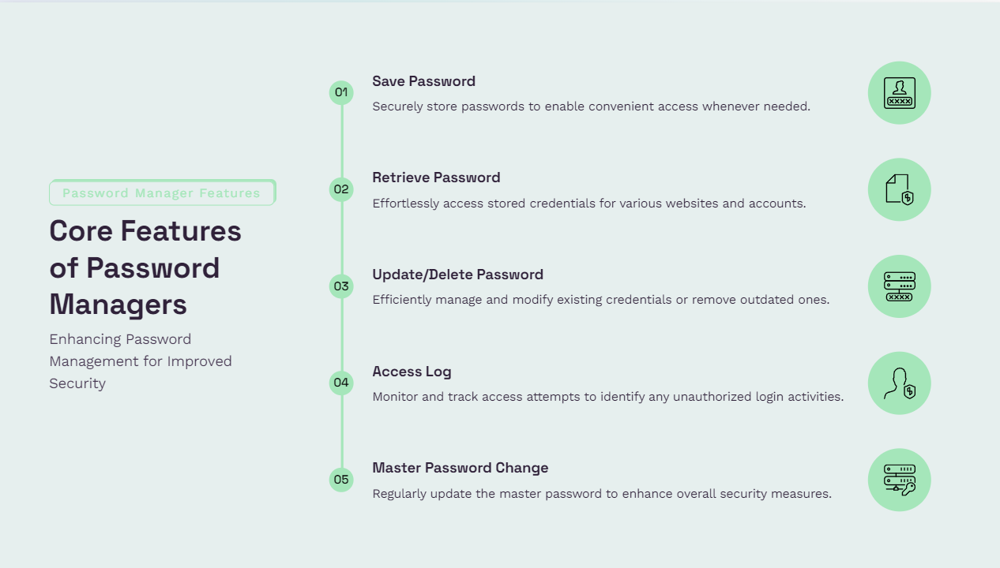 Password Manager Features
Core Features
of Password
Managers
Enhancing Password
Management for Improved
Security
01
Save Password
Securely store passwords to enable convenient access whenever needed.
XXXX
02
Retrieve Password
Effortlessly access stored credentials for various websites and accounts.
03
Update/Delete Password
Efficiently manage and modify existing credentials or remove outdated ones.
XXXX
04
Access Log
Monitor and track access attempts to identify any unauthorized login activities.
05
Master Password Change
Regularly update the master password to enhance overall security measures.